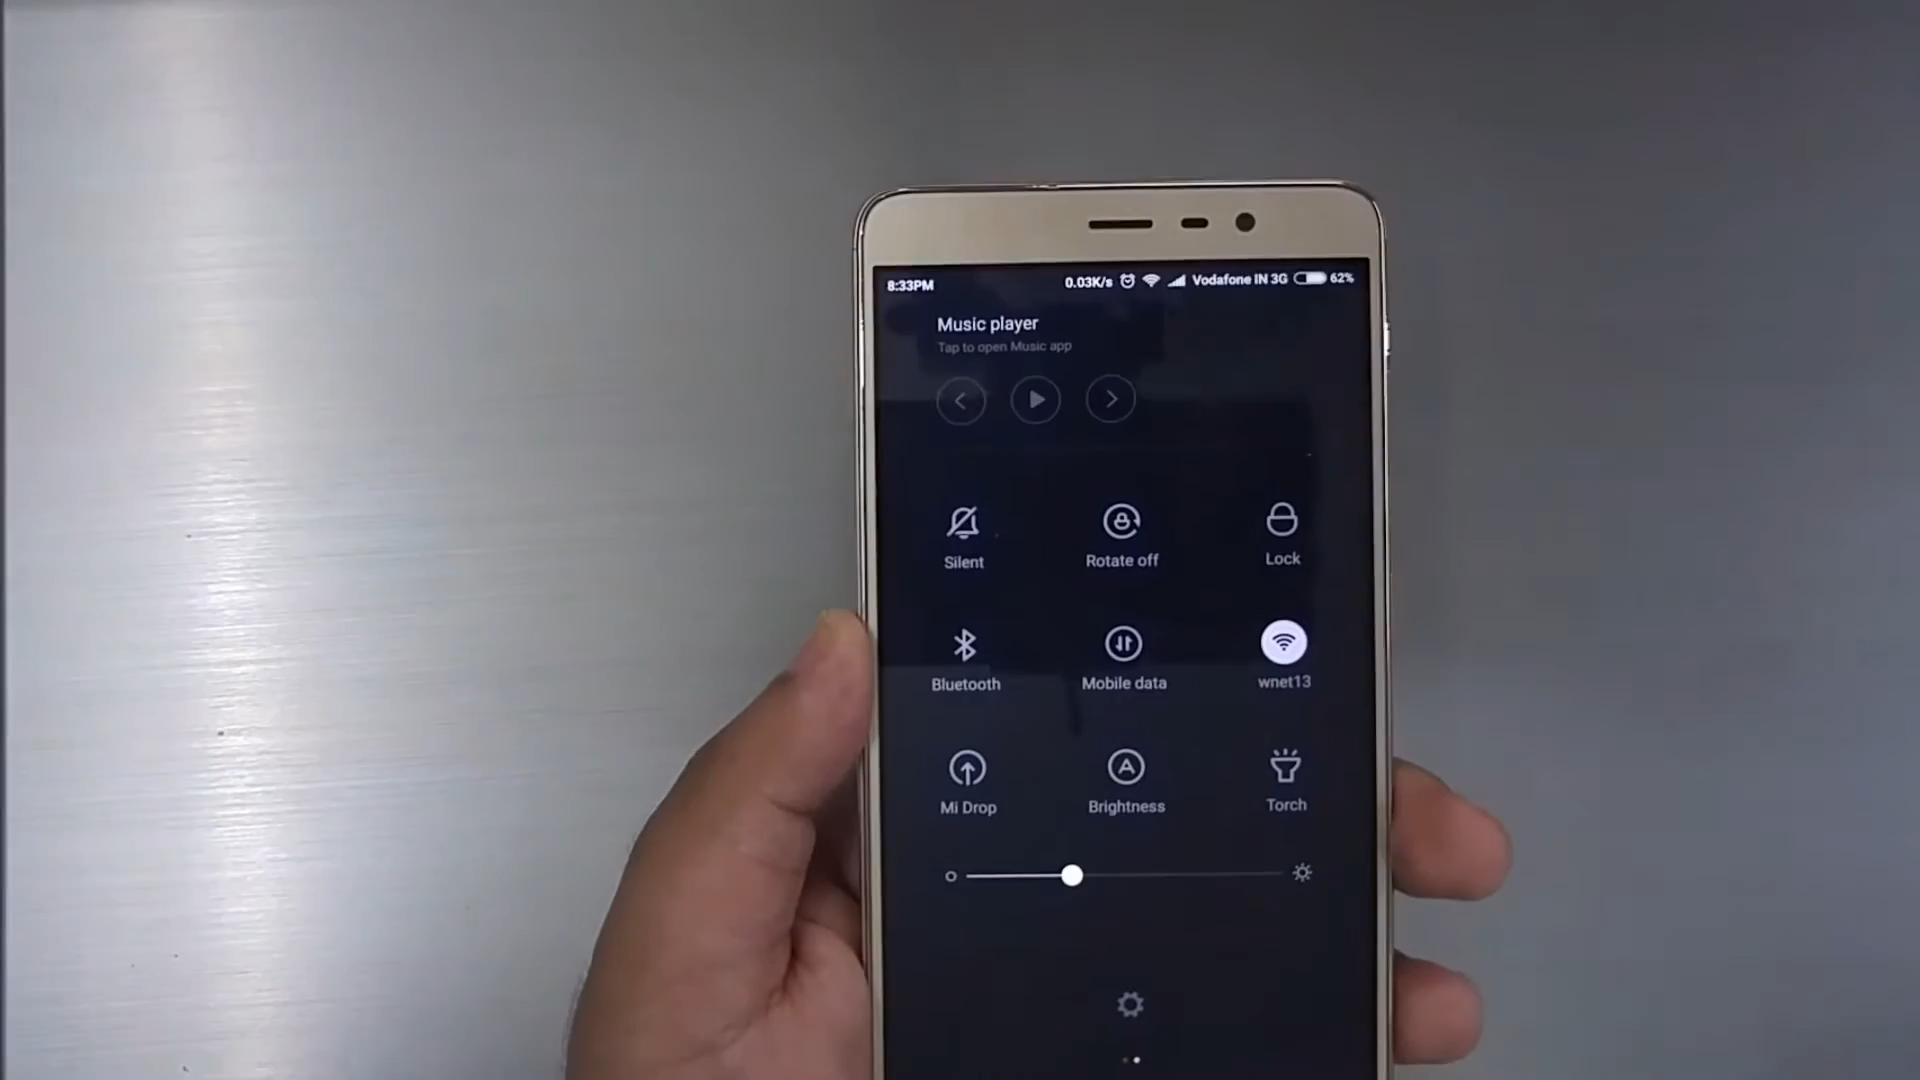 8:33PM 0.03K/s Vodafone IN 3G 62%
Music player
Tap to open Music app
Silent Rotate off Lock
Bluetooth Mobile data wnet13
Mi Drop Brightness Torch